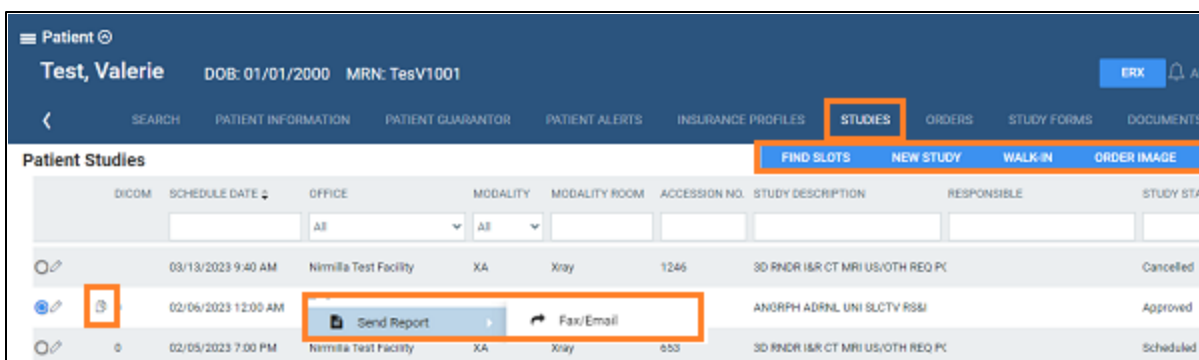 Patient
Test, Valerie DOB: 01/01/2000 MRN: TesV1001 ERX A
SEARCH PATIENT INFORMATION PATIENT GUARANTOR PATIENT ALERTS INSURANCE PROFILES STUDIES ORDERS STUDY FORMS DOCUMENTS
Patient Studies FIND SLOTS NEW STUDY WALK-IN ORDER IMAGE
DICOM SCHEDULE DATE OFFICE MODALITY MODALITY ROOM ACCESSION NO. STUDY DESCRIPTION RESPONSIBLE STUDY STA
All All
03/13/2023 9:40 AM Nirmilla Test Facility XA Xray 1246 3D RNDR I&R CT MRI US/OTH REQ PC Cancelled
02/06/2023 12:00 AM ANGRPH ADRNL UNI SLCTV RS&I Approved
Send Report Fax/Email
0 02/05/2023 7:00 PM Nirmilla Test Facility XA Xray 653 3D RNDR I&R CT MRI US/OTH REQ PC Scheduled